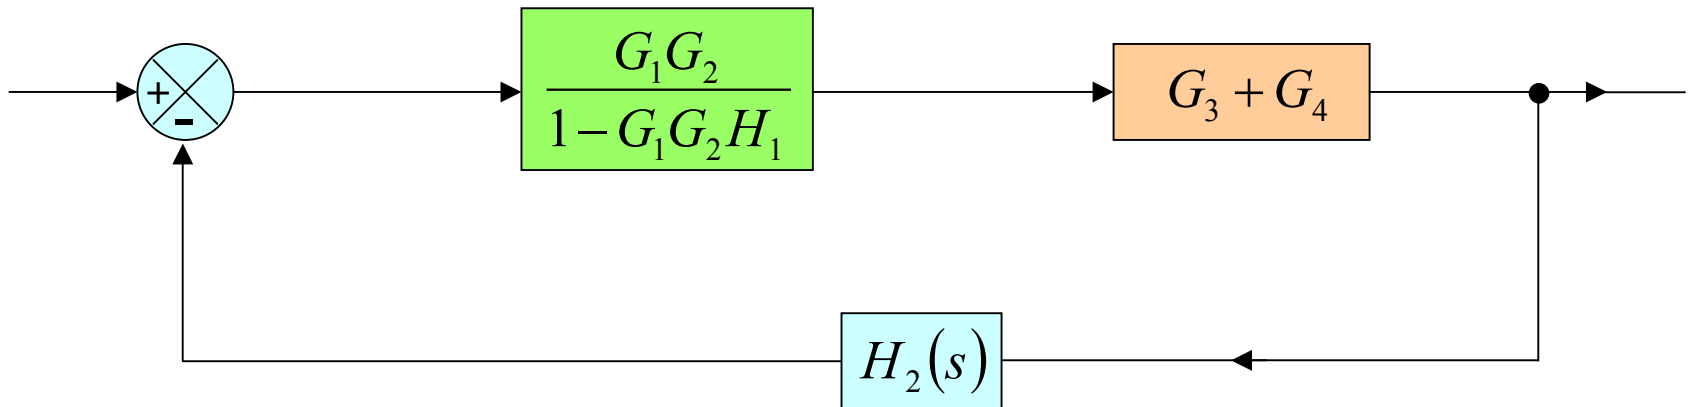 +
-
G₁G₂
1 − G₁G₂H₁
G₃ + G₄
H₂(s)